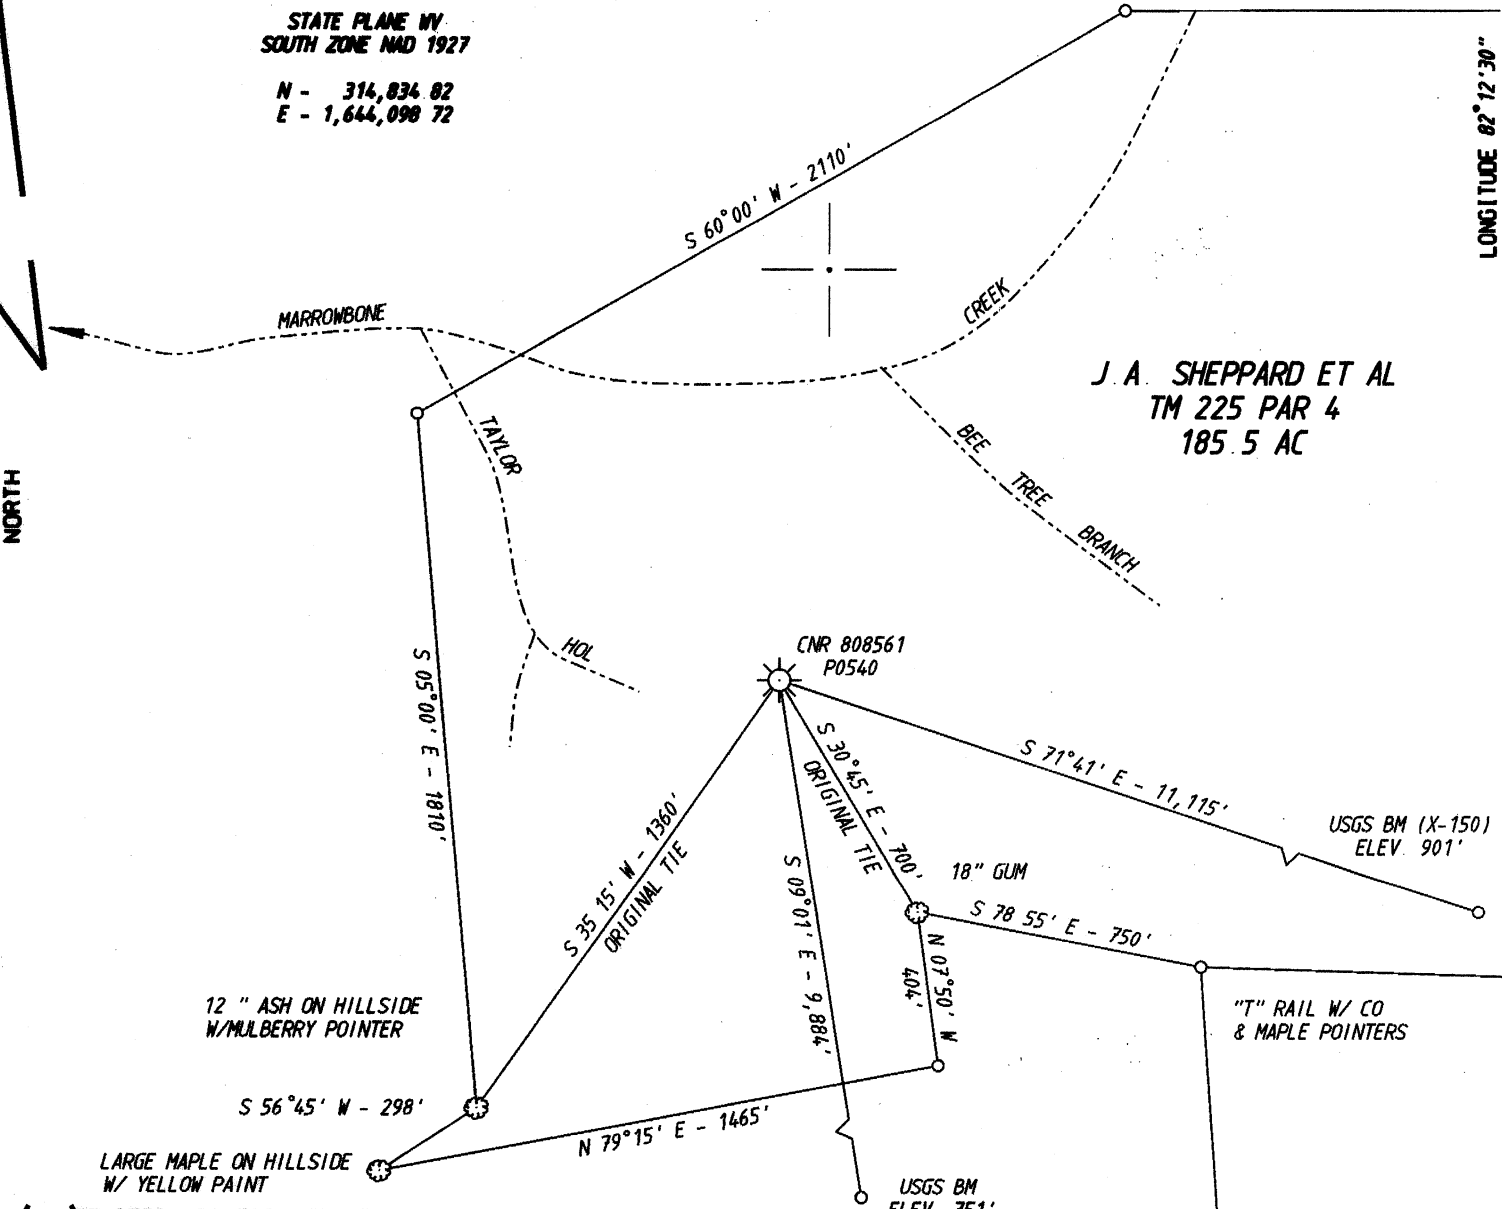 STATE PLANE WV
SOUTH ZONE NAD 1927
N - 314,834.82
E - 1,644,098.72
LONGITUDE 82°12'30"
S 60°00' W - 2110'
MARROWBONE
CREEK
J.A. SHEPPARD ET AL
TM 225 PAR 4
185.5 AC
TAYLOR
BEE TREE BRANCH
NORTH
HOL
CNR 808561
P0540
S 05°00' E - 1810'
S 71°41' E - 11,115'
S 30°45' E - 700'
ORIGINAL TIE
S 35 15' W - 1360'
ORIGINAL TIE
USGS BM (X-150)
ELEV. 901'
18" GUM
S 78 55' E - 750'
S 09°01' E - 9,884'
N 07°50' W
404'
12 " ASH ON HILLSIDE
W/MULBERRY POINTER
"T" RAIL W/ CO
& MAPLE POINTERS
S 56°45' W - 298'
N 79°15' E - 1465'
LARGE MAPLE ON HILLSIDE
W/ YELLOW PAINT
USGS BM
ELEV. 751'